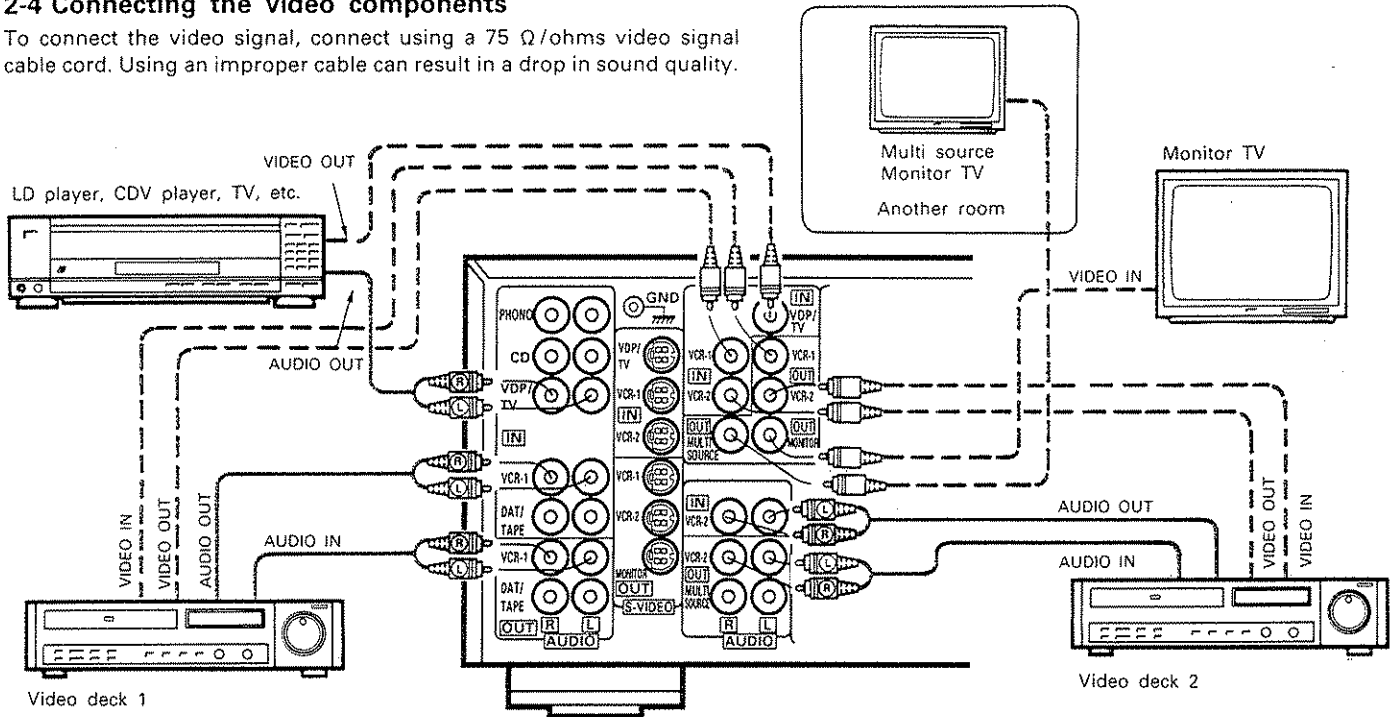 2-4 Connecting the video components
To connect the video signal, connect using a 75 Ω/ohms video signal
cable cord. Using an improper cable can result in a drop in sound quality.
VIDEO OUT
LD player, CDV player, TV, etc.
AUDIO OUT
Multi source
Monitor TV
Another room
Monitor TV
VIDEO IN
PHONO
GND
CD
VDP/
TV
IN
VCR-1
DAT/
TAPE
VCR-1
DAT/
TAPE
OUT
R
L
AUDIO
VDP/
TV
VCR-1
IN
VCR-2
VCR-1
VCR-2
MONITOR
OUT
S-VIDEO
IN
VDP/
TV
VCR-1
VCR-1
IN
OUT
VCR-2
VCR-2
OUT
MULTI
SOURCE
OUT
MONITOR
IN
VCR-2
VCR-2
OUT
MULTI
SOURCE
R
L
AUDIO
R
L
R
L
R
L
L
R
L
R
VIDEO IN
VIDEO OUT
AUDIO OUT
AUDIO IN
Video deck 1
AUDIO OUT
AUDIO IN
VIDEO OUT
VIDEO IN
Video deck 2